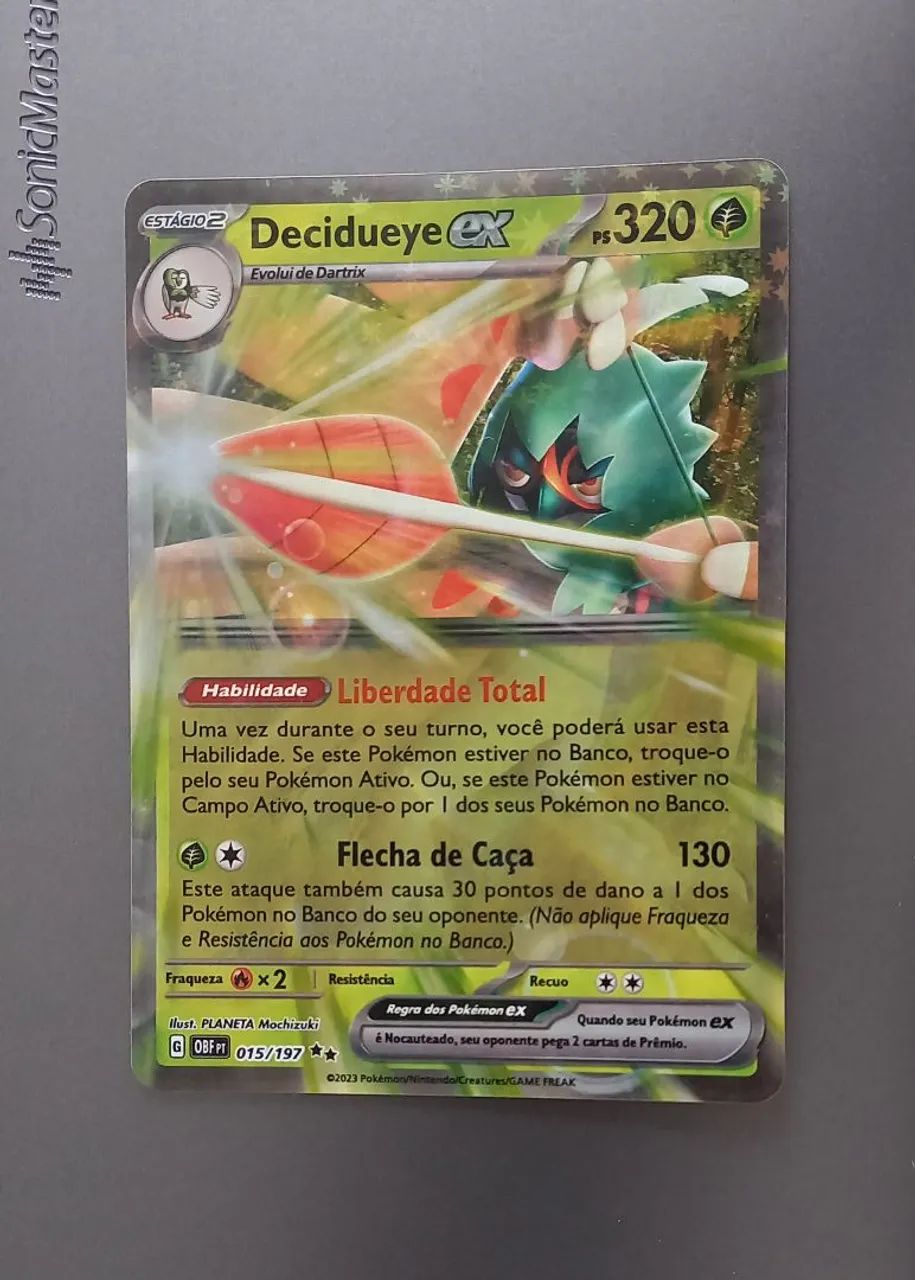 SonicMaster
ESTÁGIO 2
Decidueye ex
PS 320
Evolui de Dartrix
Habilidade Liberdade Total
Uma vez durante o seu turno, você poderá usar esta
Habilidade. Se este Pokémon estiver no Banco, troque-o
pelo seu Pokémon Ativo. Ou, se este Pokémon estiver no
Campo Ativo, troque-o por 1 dos seus Pokémon no Banco.
Flecha de Caça 130
Este ataque também causa 30 pontos de dano a 1 dos
Pokémon no Banco do seu oponente. (Não aplique Fraqueza
e Resistência aos Pokémon no Banco.)
Fraqueza ×2 Resistência Recuo
Regra dos Pokémon ex Quando seu Pokémon ex
é Nocauteado, seu oponente pega 2 cartas de Prêmio.
Ilust. PLANETA Mochizuki
G OBF PT 015/197
©2023 Pokémon/Nintendo/Creatures/GAME FREAK